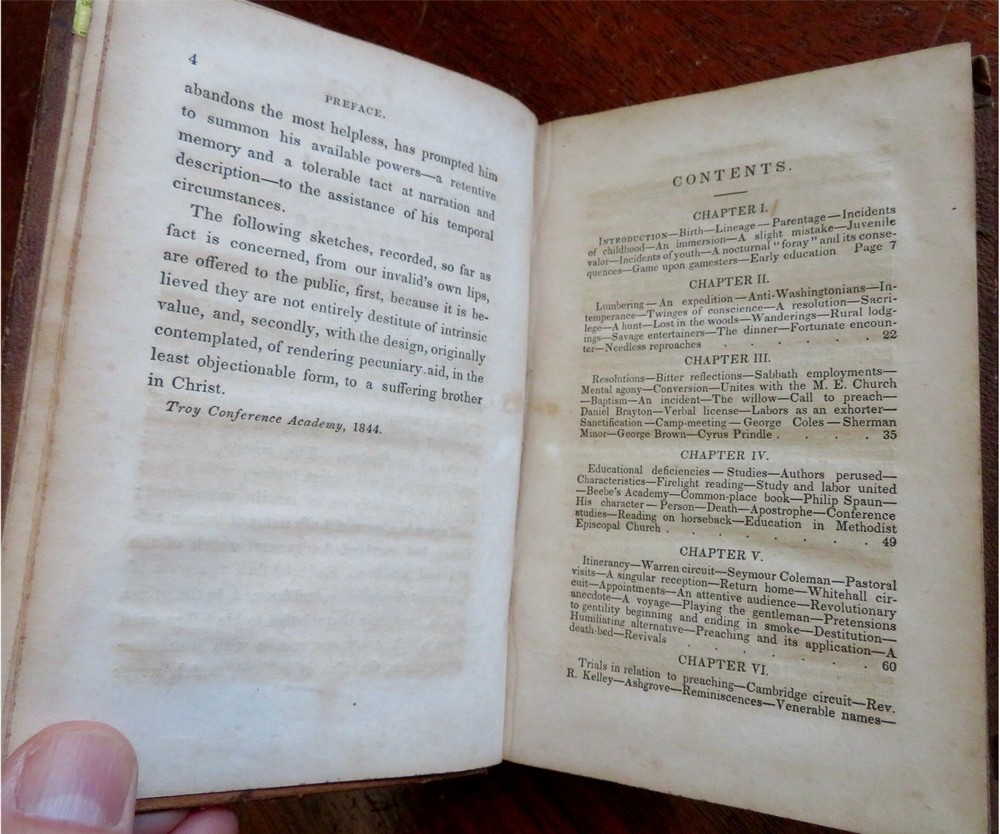 4
PREFACE.
abandons the most helpless, has prompted him
to summon his available powers—a retentive
memory and a tolerable tact at narration and
description—to the assistance of his temporal
circumstances.
The following sketches, recorded, so far as
fact is concerned, from our invalid's own lips,
are offered to the public, first, because it is be-
lieved they are not entirely destitute of intrinsic
value, and, secondly, with the design, originally
contemplated, of rendering pecuniary aid, in the
least objectionable form, to a suffering brother
in Christ.
Troy Conference Academy, 1844.
CONTENTS.
CHAPTER I.
INTRODUCTION—Birth—Lineage—Parentage—Incidents
of childhood—An immersion—A slight mistake—Juvenile
valor—Incidents of youth—A nocturnal "foray" and its conse-
quences—Game upon gamesters—Early education Page 7
CHAPTER II.
Lumbering—An expedition—Anti-Washingtonians—In-
temperance—Twinges of conscience—A resolution—Sacri-
lege—A hunt—Lost in the woods—Wanderings—Rural lodg-
ings—Savage entertainers—The dinner—Fortunate encoun-
ter—Needless reproaches . . . . . . 22
CHAPTER III.
Resolutions—Bitter reflections—Sabbath employments—
Mental agony—Conversion—Unites with the M. E. Church
—Baptism—An incident—The willow—Call to preach—
Daniel Brayton—Verbal license—Labors as an exhorter—
Sanctification—Camp-meeting—George Coles—Sherman
Minor—George Brown—Cyrus Prindle . . . . 35
CHAPTER IV.
Educational deficiencies—Studies—Authors perused—
Characteristics—Firelight reading—Study and labor united
—Beebe's Academy—Common-place book—Philip Spaun—
His character—Person—Death—Apostrophe—Conference
studies—Reading on horseback—Education in Methodist
Episcopal Church . . . . . . . . 49
CHAPTER V.
Itinerancy—Warren circuit—Seymour Coleman—Pastoral
visits—A singular reception—Return home—Whitehall cir-
cuit—Appointments—An attentive audience—Revolutionary
anecdote—A voyage—Playing the gentleman—Pretensions
to gentility beginning and ending in smoke—Destitution—
Humiliating alternative—Preaching and its application—A
death-bed—Revivals . . . . . . . 60
CHAPTER VI.
Trials in relation to preaching—Cambridge circuit—Rev.
R. Kelley—Ashgrove—Reminiscences—Venerable names—